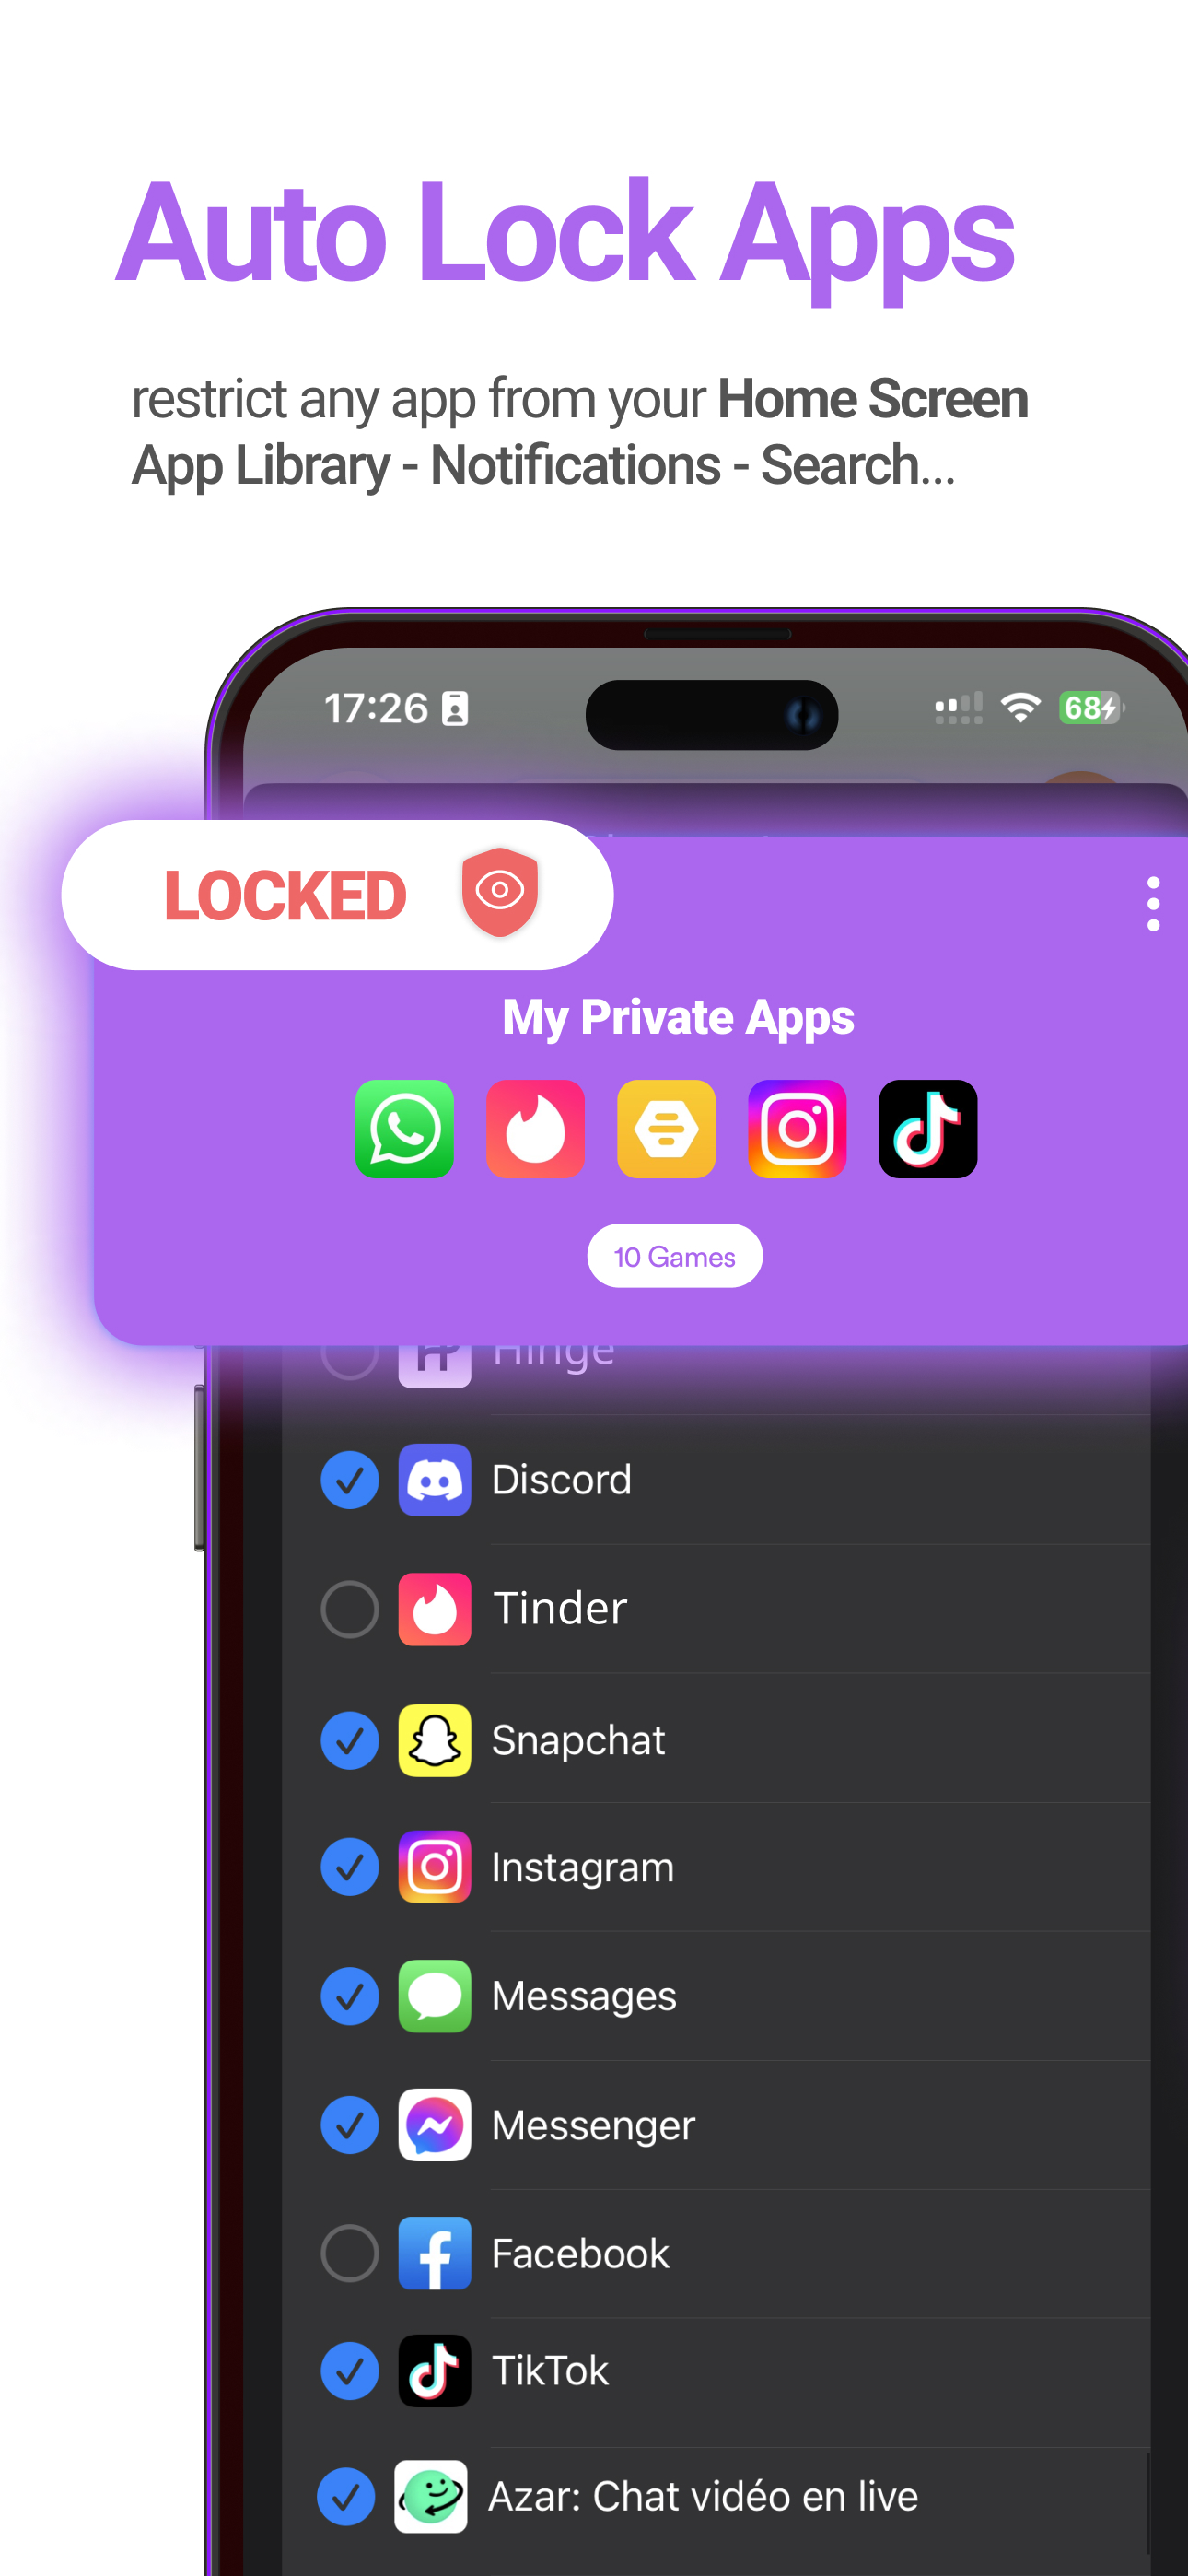 Auto Lock Apps
restrict any app from your Home Screen
App Library - Notifications - Search...
17:26
68
LOCKED
My Private Apps
10 Games
Hinge
Discord
Tinder
Snapchat
Instagram
Messages
Messenger
Facebook
TikTok
Azar: Chat vidéo en live